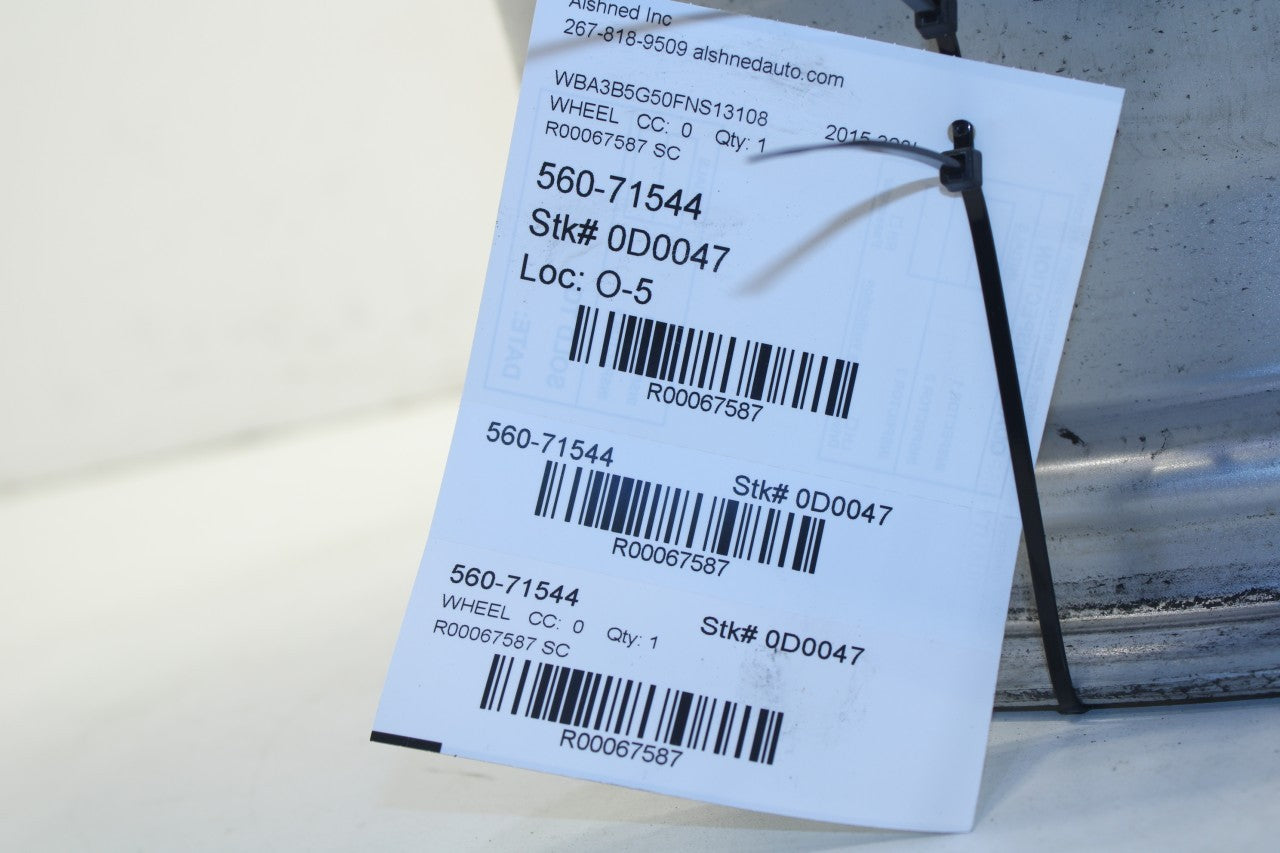 Alshned Inc
267-818-9509 alshnedauto.com
WBA3B5G50FNS13108
WHEEL CC: 0 Qty: 1 2015
R00067587 SC
560-71544
Stk# 0D0047
Loc: O-5
R00067587
560-71544
Stk# 0D0047
R00067587
560-71544
WHEEL CC: 0 Qty: 1
Stk# 0D0047
R00067587 SC
R00067587
DATE: